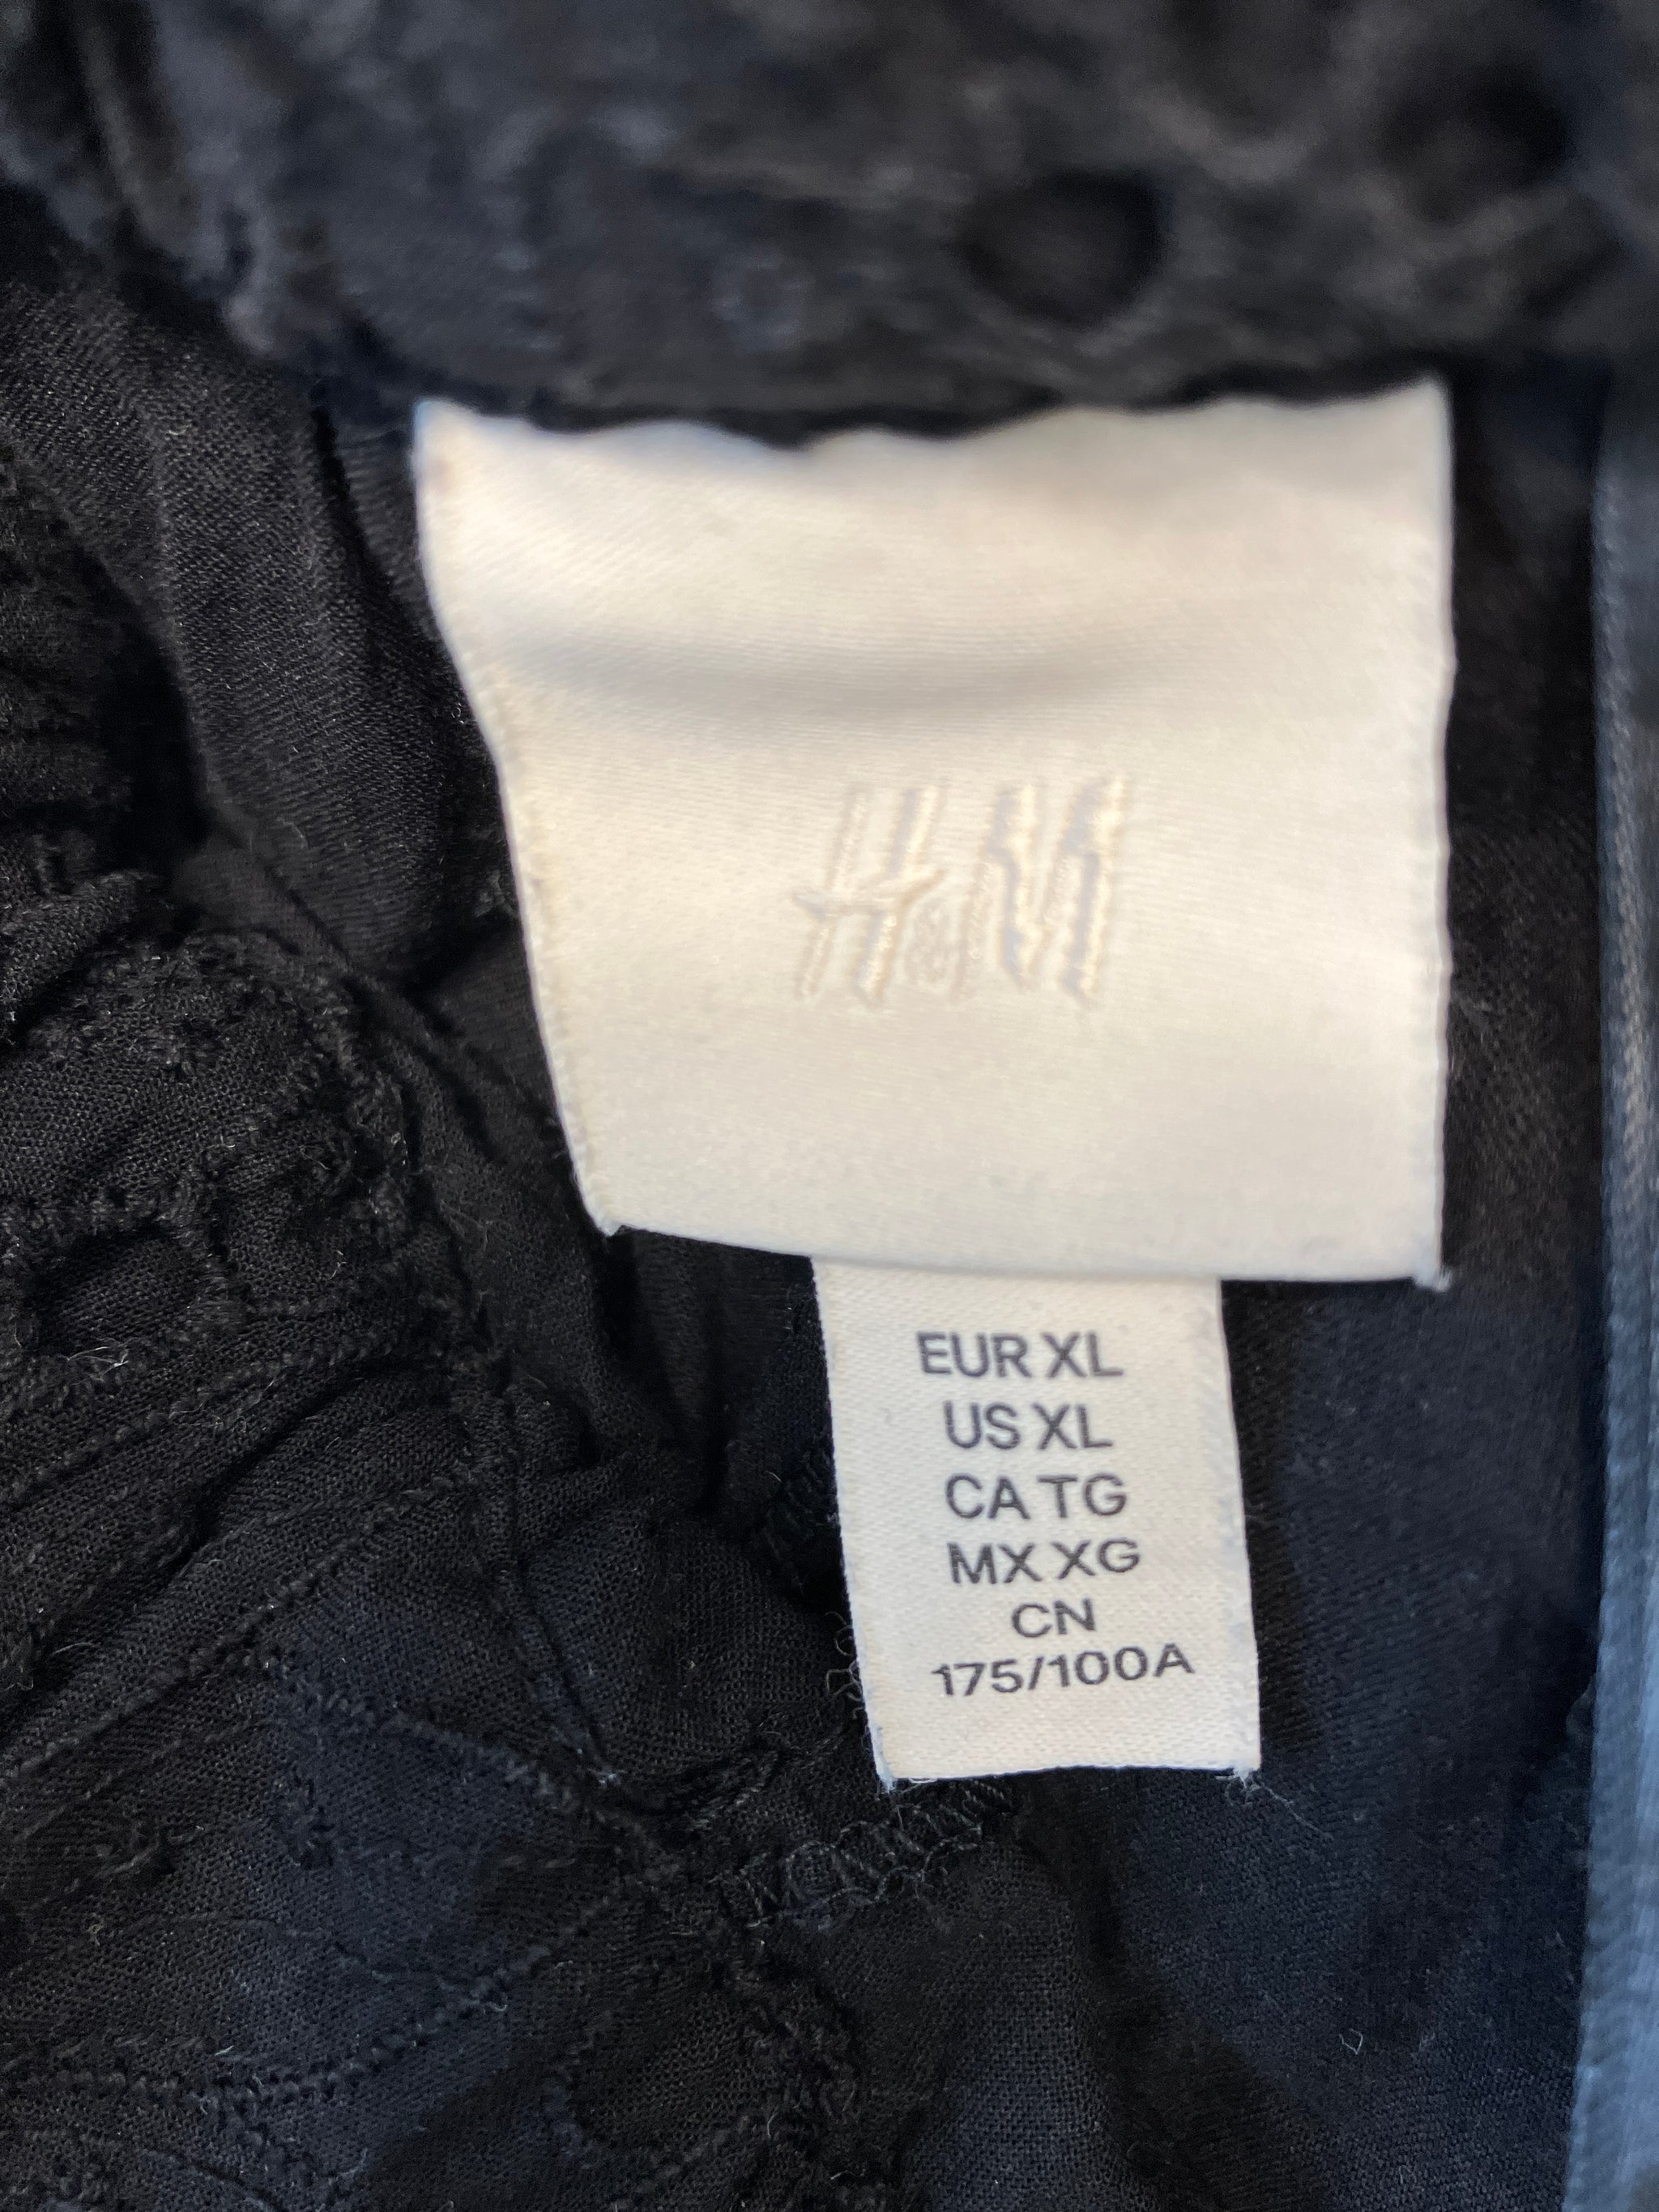 H&M
EUR XL
US XL
CA TG
MX XG
CN
175/100A